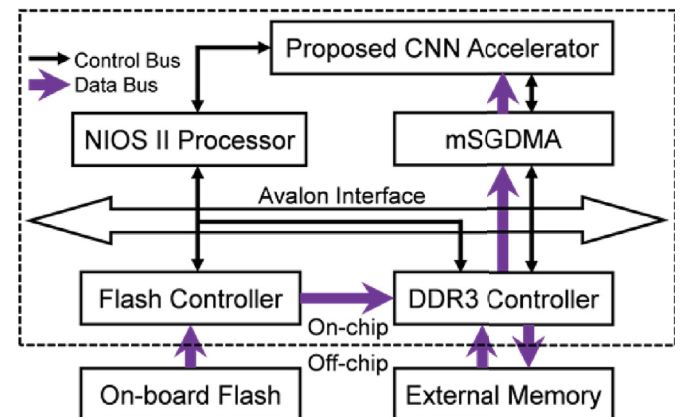 Proposed CNN Accelerator
Control Bus
Data Bus
NIOS II Processor
mSGDMA
Avalon Interface
Flash Controller
DDR3 Controller
On-chip
Off-chip
On-board Flash
External Memory